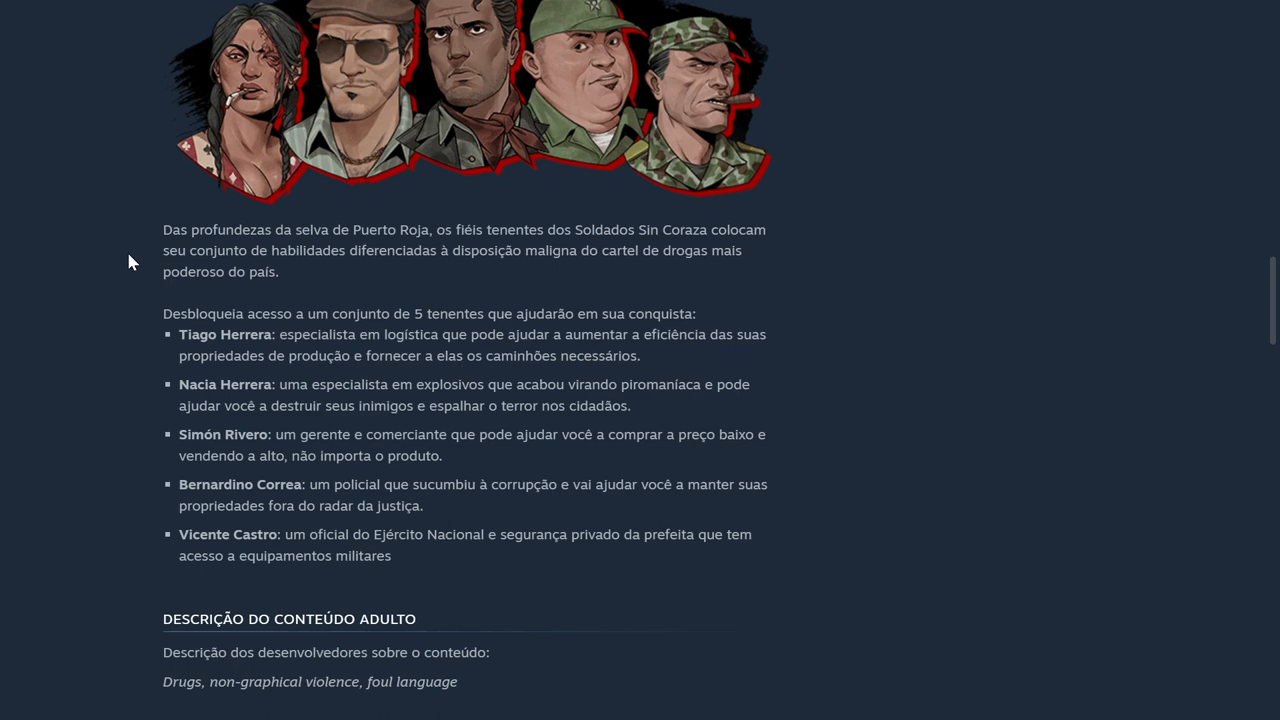 Das profundezas da selva de Puerto Roja, os fiéis tenentes dos Soldados Sin Coraza colocam
seu conjunto de habilidades diferenciadas à disposição maligna do cartel de drogas mais
poderoso do país.
Desbloqueia acesso a um conjunto de 5 tenentes que ajudarão em sua conquista:
▪ Tiago Herrera: especialista em logística que pode ajudar a aumentar a eficiência das suas
propriedades de produção e fornecer a elas os caminhões necessários.
▪ Nacia Herrera: uma especialista em explosivos que acabou virando piromaníaca e pode
ajudar você a destruir seus inimigos e espalhar o terror nos cidadãos.
▪ Simón Rivero: um gerente e comerciante que pode ajudar você a comprar a preço baixo e
vendendo a alto, não importa o produto.
▪ Bernardino Correa: um policial que sucumbiu à corrupção e vai ajudar você a manter suas
propriedades fora do radar da justiça.
▪ Vicente Castro: um oficial do Ejército Nacional e segurança privado da prefeita que tem
acesso a equipamentos militares
DESCRIÇÃO DO CONTEÚDO ADULTO
Descrição dos desenvolvedores sobre o conteúdo:
Drugs, non-graphical violence, foul language